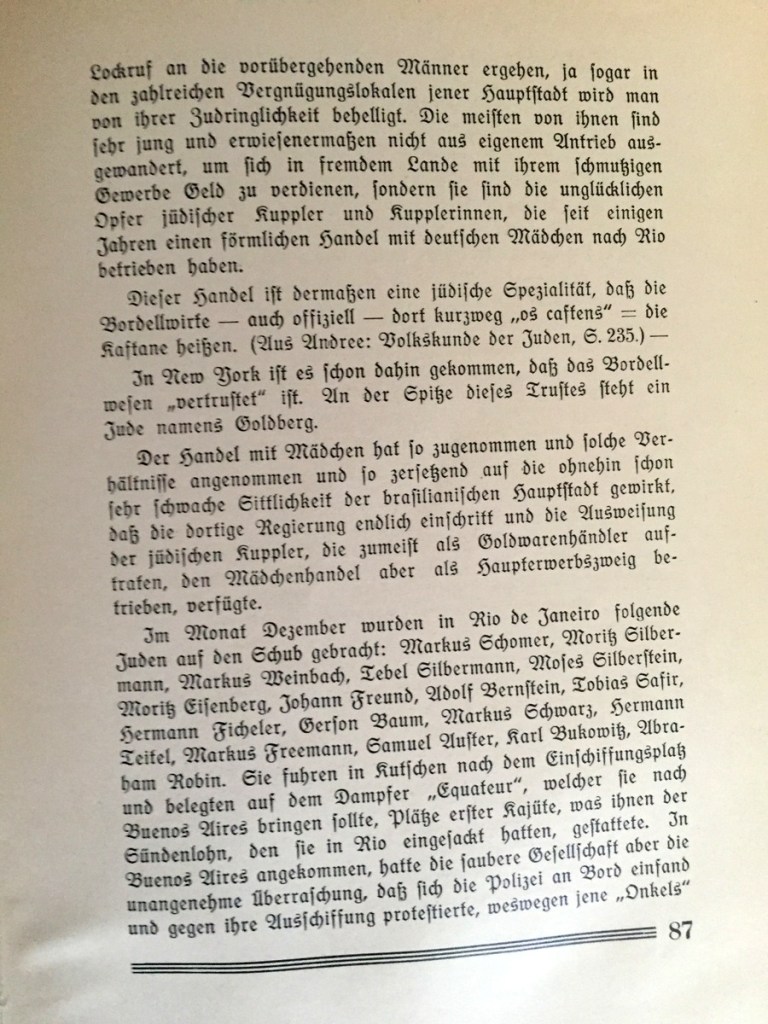 Lockruf an die vorübergehenden Männer ergehen, ja sogar in
den zahlreichen Vergnügungslokalen jener Hauptstadt wird man
von ihrer Zudringlichkeit behelligt. Die meisten von ihnen sind
sehr jung und erwiesenermaßen nicht aus eigenem Antrieb aus-
gewandert, um sich in fremdem Lande mit ihrem schmutzigen
Gewerbe Geld zu verdienen, sondern sie sind die unglücklichen
Opfer jüdischer Kuppler und Kupplerinnen, die seit einigen
Jahren einen förmlichen Handel mit deutschen Mädchen nach Rio
betrieben haben.
Dieser Handel ist dermaßen eine jüdische Spezialität, daß die
Bordellwirte — auch offiziell — dort kurzweg „os caftens“ = die
Kaftane heißen. (Aus Andree: Volkskunde der Juden, S. 235.) —
In New York ist es schon dahin gekommen, daß das Bordell-
wesen „vertrustet“ ist. An der Spitze dieses Trustes steht ein
Jude namens Goldberg.
Der Handel mit Mädchen hat so zugenommen und solche Ver-
hältnisse angenommen und so zersetzend auf die ohnehin schon
sehr schwache Sittlichkeit der brasilianischen Hauptstadt gewirkt,
daß die dortige Regierung endlich einschritt und die Ausweisung
der jüdischen Kuppler, die zumeist als Goldwarenhändler auf-
traten, den Mädchenhandel aber als Haupterwerbszweig be-
trieben, verfügte.
Im Monat Dezember wurden in Rio de Janeiro folgende
Juden auf den Schub gebracht: Markus Schomer, Moritz Silber-
mann, Markus Weinbach, Tebel Silbermann, Moses Silberstein,
Moritz Eisenberg, Johann Freund, Adolf Bernstein, Tobias Safir,
Hermann Ficheler, Gerson Baum, Markus Schwarz, Hermann
Teitel, Markus Freemann, Samuel Auster, Karl Bukowitz, Abra-
ham Robin. Sie fuhren in Kutschen nach dem Einschiffungsplatz
und belegten auf dem Dampfer „Equateur“, welcher sie nach
Buenos Aires bringen sollte, Plätze erster Kajüte, was ihnen der
Sündenlohn, den sie in Rio eingesackt hatten, gestattete. In
Buenos Aires angekommen, hatte die saubere Gesellschaft aber die
unangenehme Überraschung, daß sich die Polizei an Bord einfand
und gegen ihre Ausschiffung protestierte, weswegen jene „Onkels“
87